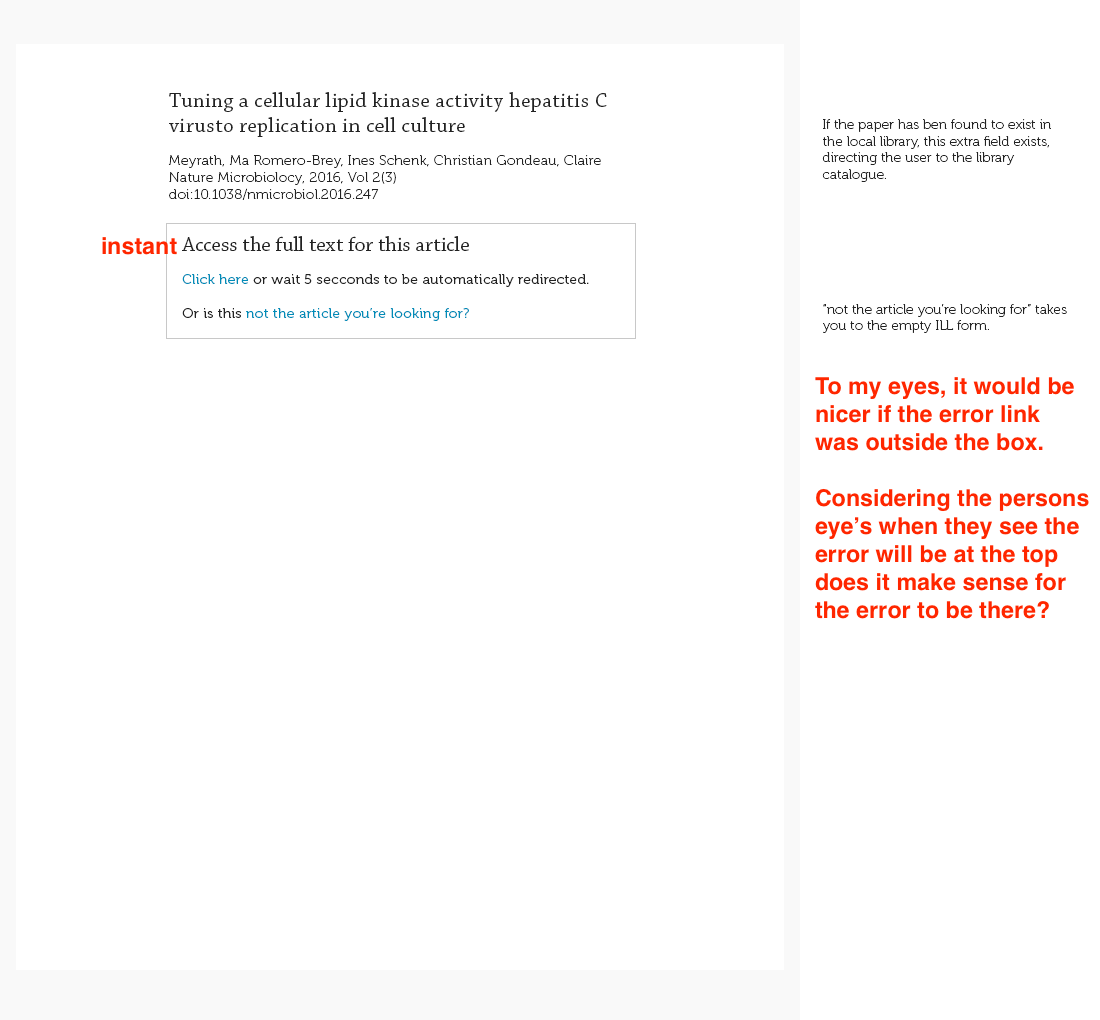 Tuning a cellular lipid kinase activity hepatitis C
virusto replication in cell culture
Meyrath, Ma Romero-Brey, Ines Schenk, Christian Gondeau, Claire
Nature Microbiolocy, 2016, Vol 2(3)
doi:10.1038/nmicrobiol.2016.247
instant
Access the full text for this article
Click here or wait 5 secconds to be automatically redirected.
Or is this not the article you're looking for?
If the paper has ben found to exist in
the local library, this extra field exists,
directing the user to the library
catalogue.
"not the article you're looking for" takes
you to the empty ILL form.
To my eyes, it would be
nicer if the error link
was outside the box.
Considering the persons
eye's when they see the
error will be at the top
does it make sense for
the error to be there?